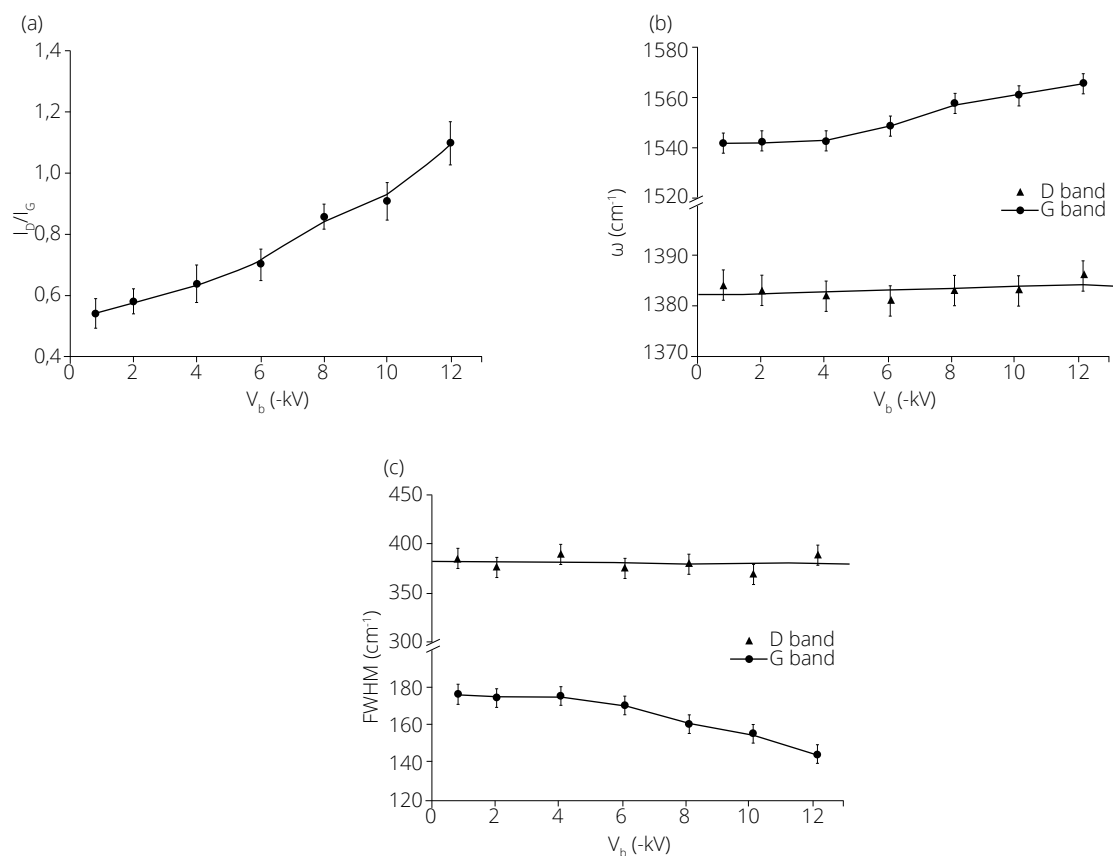 (a)
1,4
1,2
1,0
0,8
0,6
0,4
I_D/I_G
0 2 4 6 8 10 12
V_b (-kV)
(b)
1580
1560
1540
1520
1390
1380
1370
ω (cm⁻¹)
D band
G band
0 2 4 6 8 10 12
V_b (-kV)
(c)
450
400
350
300
180
160
140
120
FWHM (cm⁻¹)
D band
G band
0 2 4 6 8 10 12
V_b (-kV)